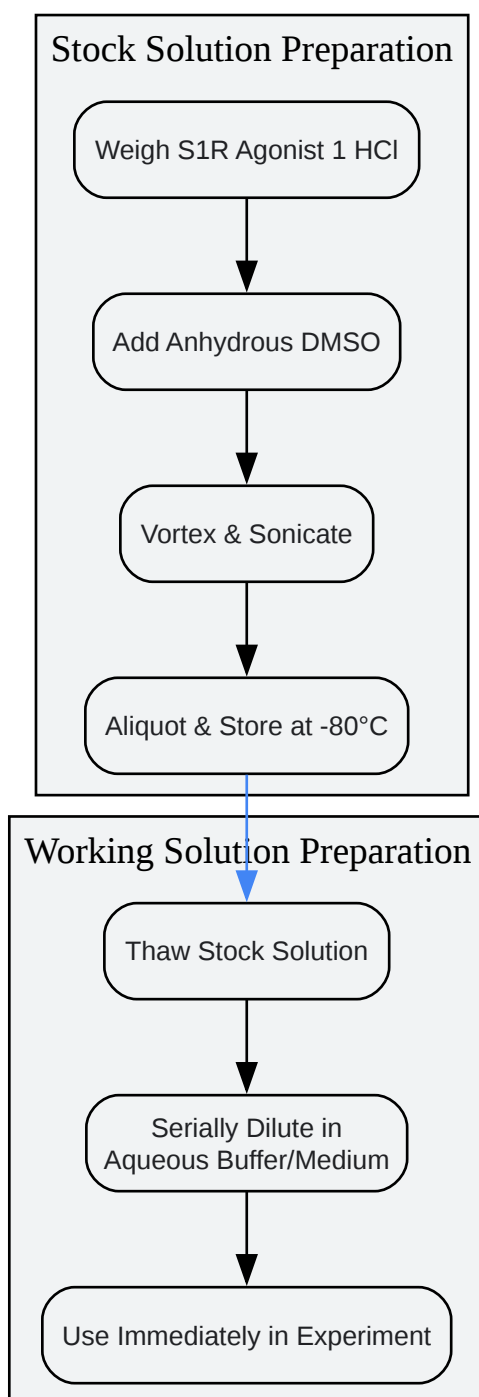 Stock Solution Preparation
Weigh S1R Agonist 1 HCl
Add Anhydrous DMSO
Vortex & Sonicate
Aliquot & Store at -80°C
Working Solution Preparation
Thaw Stock Solution
Serially Dilute in
Aqueous Buffer/Medium
Use Immediately in Experiment